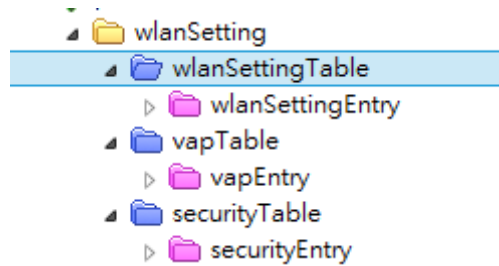 wlanSetting
wlanSettingTable
wlanSettingEntry
vapTable
vapEntry
securityTable
securityEntry